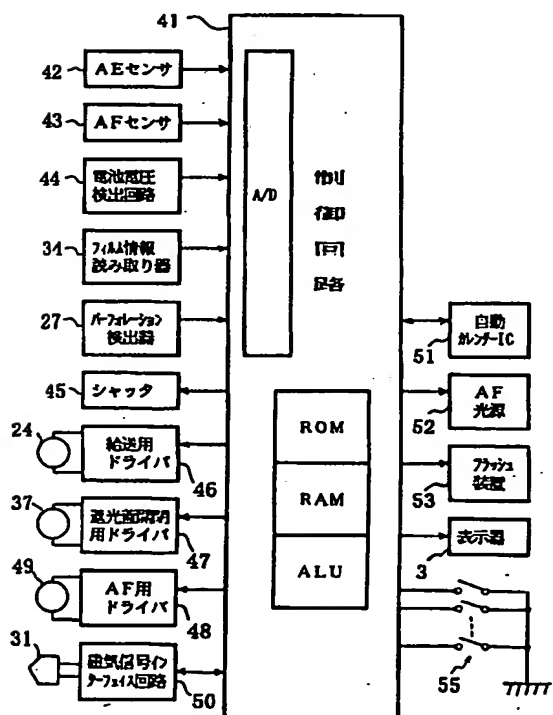 41
42
AEセンサ
43
AFセンサ
44
電池電圧
検出回路
34
フィルム情報
読み取り器
27
パーフォレーション
検出器
45
シャッタ
24
給送用
ドライバ
46
37
遮光蓋開閉
用ドライバ
47
49
AF用
ドライバ
48
31
磁気信号イン
ターフェイス回路
50
A/D
制
御
回
路
ROM
RAM
ALU
自動
カレンダーIC
51
AF
光源
52
フラッシュ
装置
53
表示器
3
55